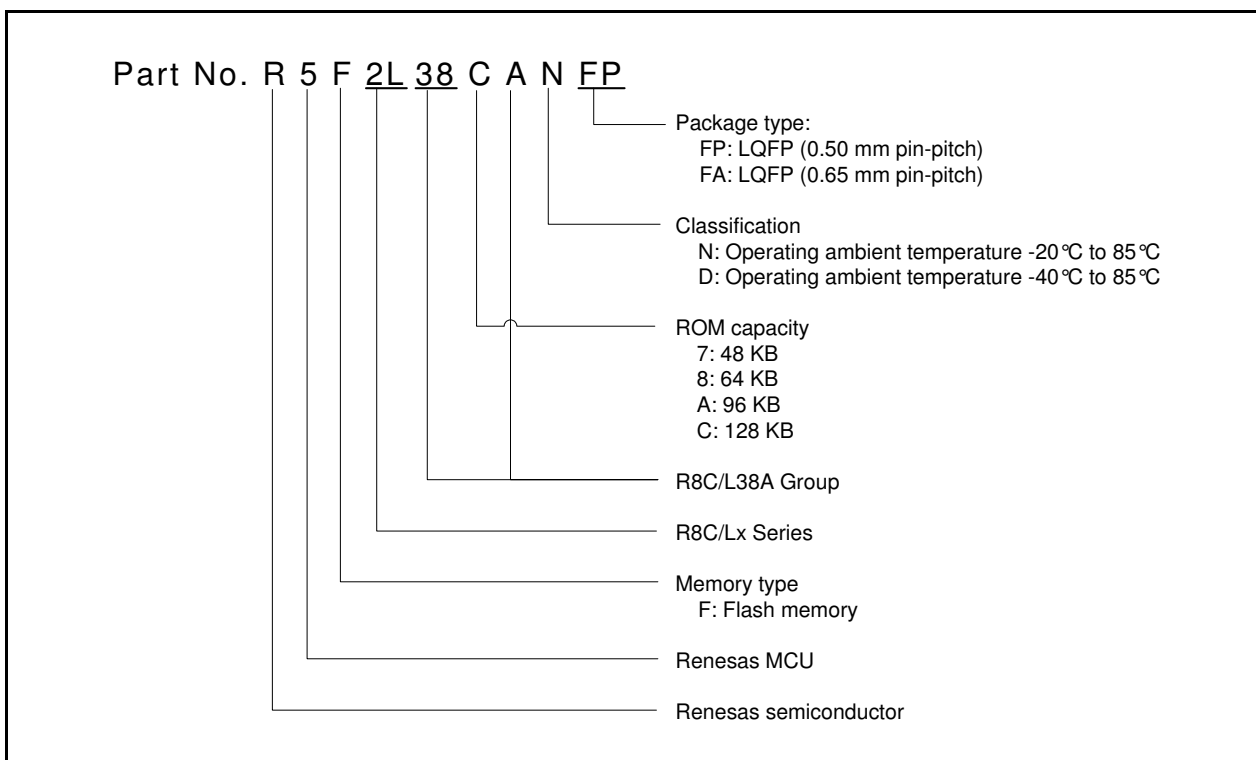 Part No. R 5 F 2L 38 C A N FP
Package type:
FP: LQFP (0.50 mm pin-pitch)
FA: LQFP (0.65 mm pin-pitch)
Classification
N: Operating ambient temperature -20°C to 85°C
D: Operating ambient temperature -40°C to 85°C
ROM capacity
7: 48 KB
8: 64 KB
A: 96 KB
C: 128 KB
R8C/L38A Group
R8C/Lx Series
Memory type
F: Flash memory
Renesas MCU
Renesas semiconductor